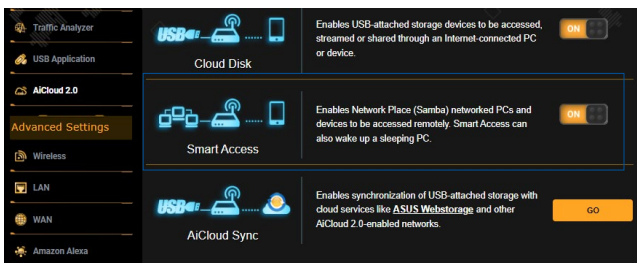 Traffic Analyzer
USB Application
AiCloud 2.0
Advanced Settings
Wireless
LAN
WAN
Amazon Alexa
USB
Cloud Disk
Enables USB-attached storage devices to be accessed,
streamed or shared through an Internet-connected PC
or device.
ON
Smart Access
Enables Network Place (Samba) networked PCs and
devices to be accessed remotely. Smart Access can
also wake up a sleeping PC.
ON
USB
AiCloud Sync
Enables synchronization of USB-attached storage with
cloud services like ASUS Webstorage and other
AiCloud 2.0-enabled networks.
GO